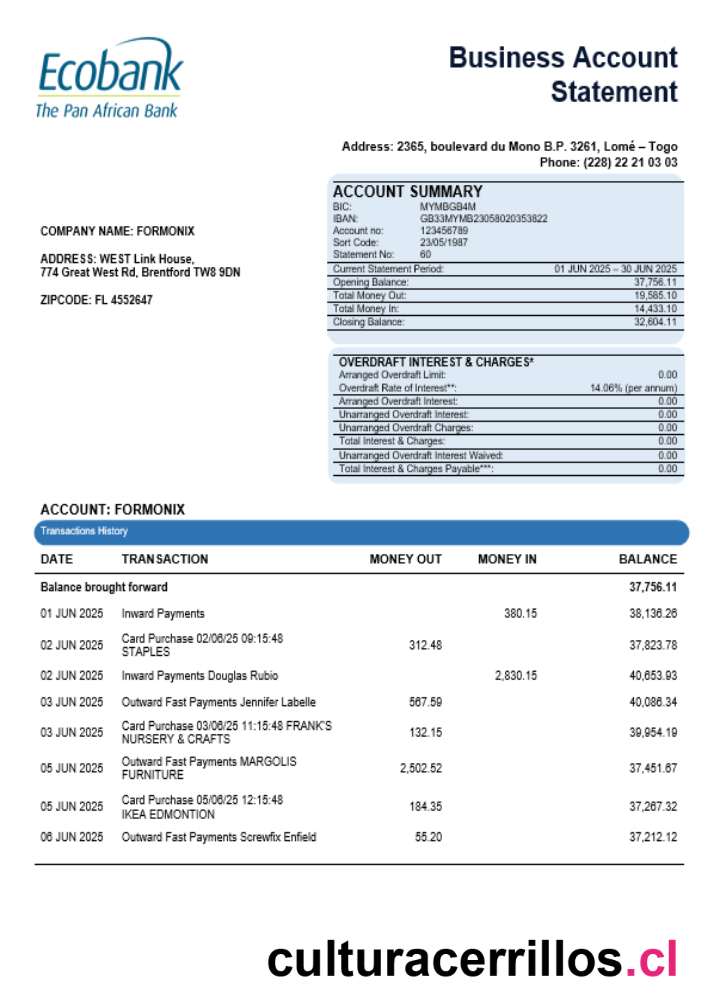 Ecobank
The Pan African Bank
Business Account
Statement
Address: 2365, boulevard du Mono B.P. 3261, Lomé – Togo
Phone: (228) 22 21 03 03
COMPANY NAME: FORMONIX
ADDRESS: WEST Link House,
774 Great West Rd, Brentford TW8 9DN
ZIPCODE: FL 4552647
ACCOUNT SUMMARY
BIC: MYMBGB4M
IBAN: GB33MYMB23058020353822
Account no: 123456789
Sort Code: 23/05/1987
Statement No: 60
Current Statement Period: 01 JUN 2025 – 30 JUN 2025
Opening Balance: 37,756.11
Total Money Out: 19,585.10
Total Money In: 14,433.10
Closing Balance: 32,604.11
OVERDRAFT INTEREST & CHARGES*
Arranged Overdraft Limit: 0.00
Overdraft Rate of Interest**: 14.06% (per annum)
Arranged Overdraft Interest: 0.00
Unarranged Overdraft Interest: 0.00
Unarranged Overdraft Charges: 0.00
Total Interest & Charges: 0.00
Unarranged Overdraft Interest Waived: 0.00
Total Interest & Charges Payable***: 0.00
ACCOUNT: FORMONIX
Transactions History
DATE TRANSACTION MONEY OUT MONEY IN BALANCE
Balance brought forward 37,756.11
01 JUN 2025 Inward Payments 380.15 38,136.26
02 JUN 2025 Card Purchase 02/06/25 09:15:48
STAPLES 312.48 37,823.78
02 JUN 2025 Inward Payments Douglas Rubio 2,830.15 40,653.93
03 JUN 2025 Outward Fast Payments Jennifer Labelle 567.59 40,086.34
03 JUN 2025 Card Purchase 03/06/25 11:15:48 FRANK'S
NURSERY & CRAFTS 132.15 39,954.19
05 JUN 2025 Outward Fast Payments MARGOLIS
FURNITURE 2,502.52 37,451.67
05 JUN 2025 Card Purchase 05/06/25 12:15:48
IKEA EDMONTION 184.35 37,267.32
06 JUN 2025 Outward Fast Payments Screwfix Enfield 55.20 37,212.12
culturacerrillos.cl